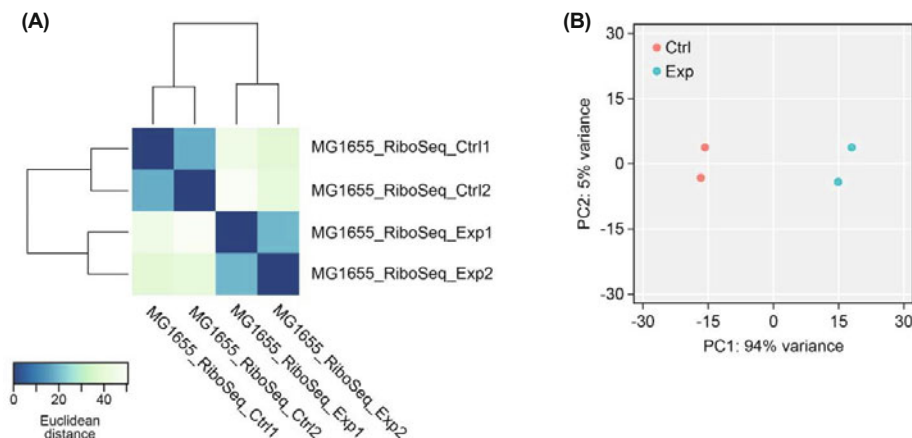 (A)
MG1655_RiboSeq_Ctrl1
MG1655_RiboSeq_Ctrl2
MG1655_RiboSeq_Exp1
MG1655_RiboSeq_Exp2
MG1655_RiboSeq_Ctrl1
MG1655_RiboSeq_Ctrl2
MG1655_RiboSeq_Exp1
MG1655_RiboSeq_Exp2
0 20 40
Euclidean
distance
(B)
Ctrl
Exp
30
15
0
-15
-30
PC2: 5% variance
-30 -15 0 15 30
PC1: 94% variance